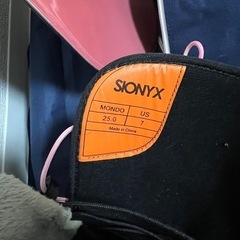 SIONYX
MONDO US
25.0 7
Made in China